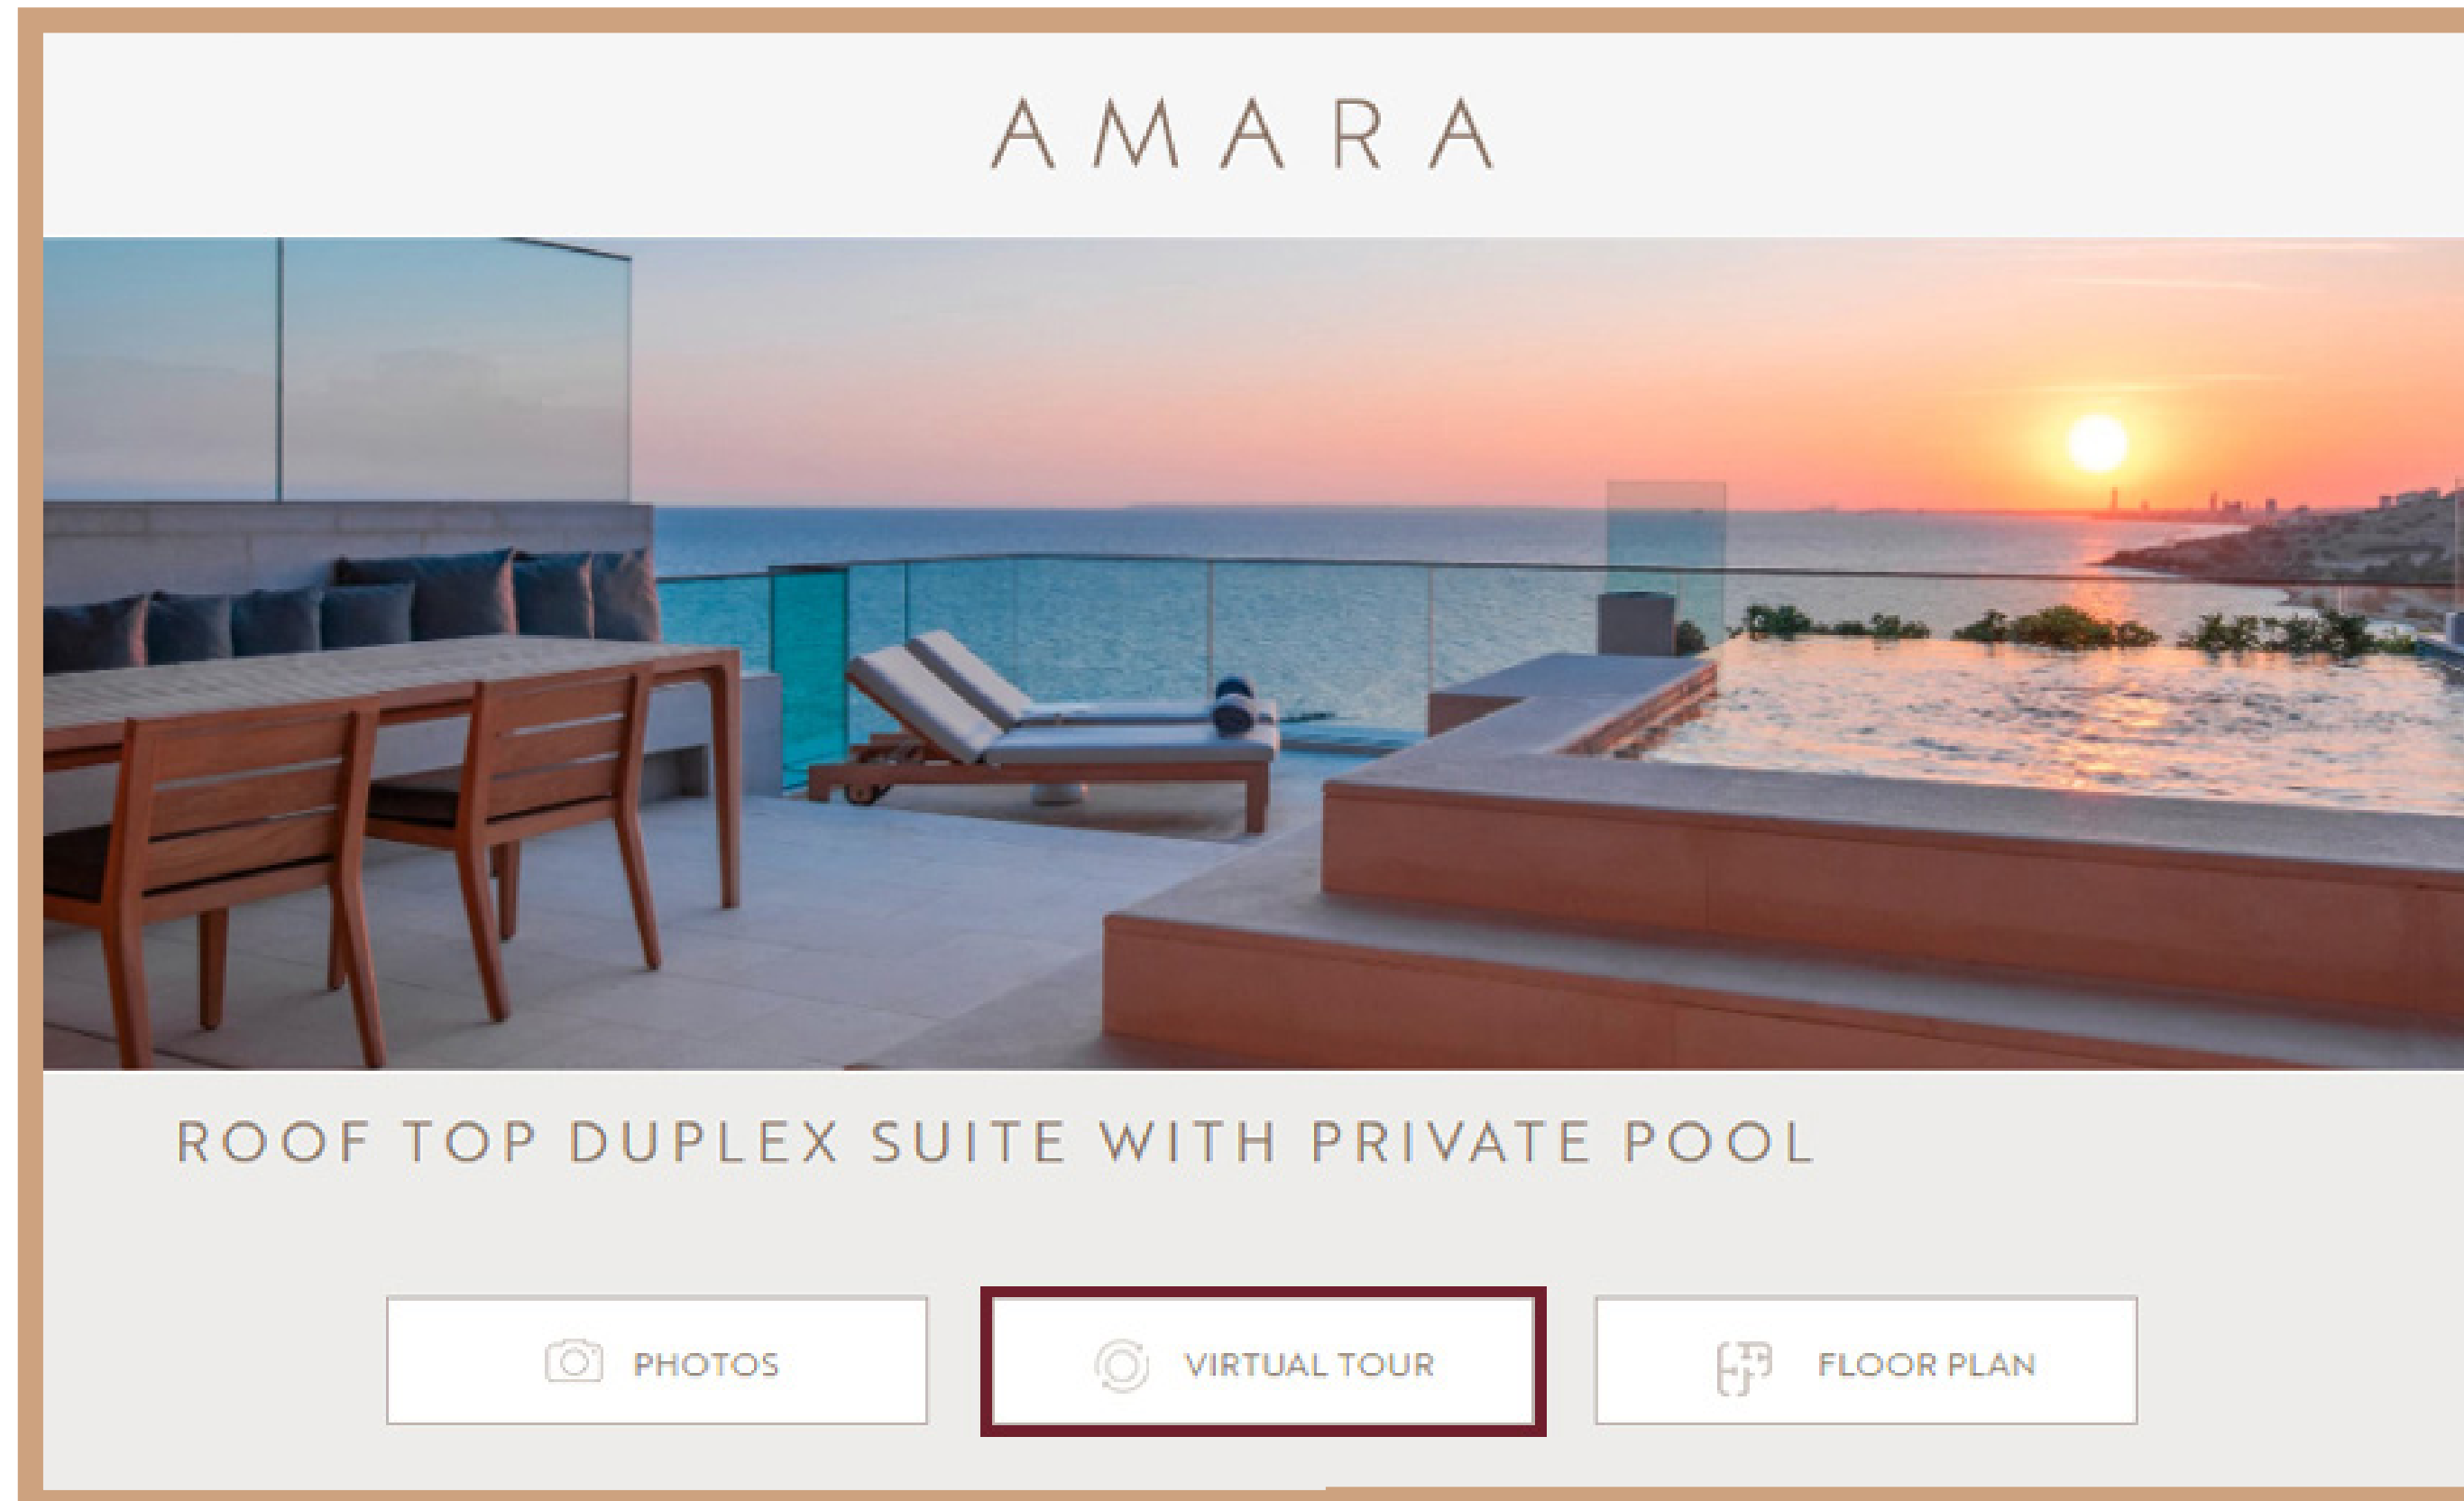 AMARA
ROOF TOP DUPLEX SUITE WITH PRIVATE POOL
PHOTOS
VIRTUAL TOUR
FLOOR PLAN